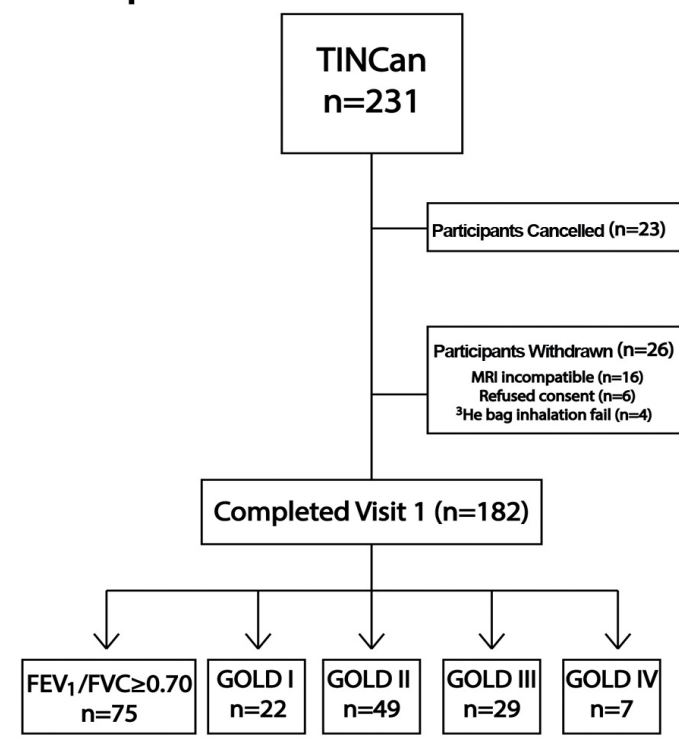 TINCan
n=231
Participants Cancelled (n=23)
Participants Withdrawn (n=26)
MRI incompatible (n=16)
Refused consent (n=6)
³He bag inhalation fail (n=4)
Completed Visit 1 (n=182)
FEV₁/FVC≥0.70
n=75
GOLD I
n=22
GOLD II
n=49
GOLD III
n=29
GOLD IV
n=7